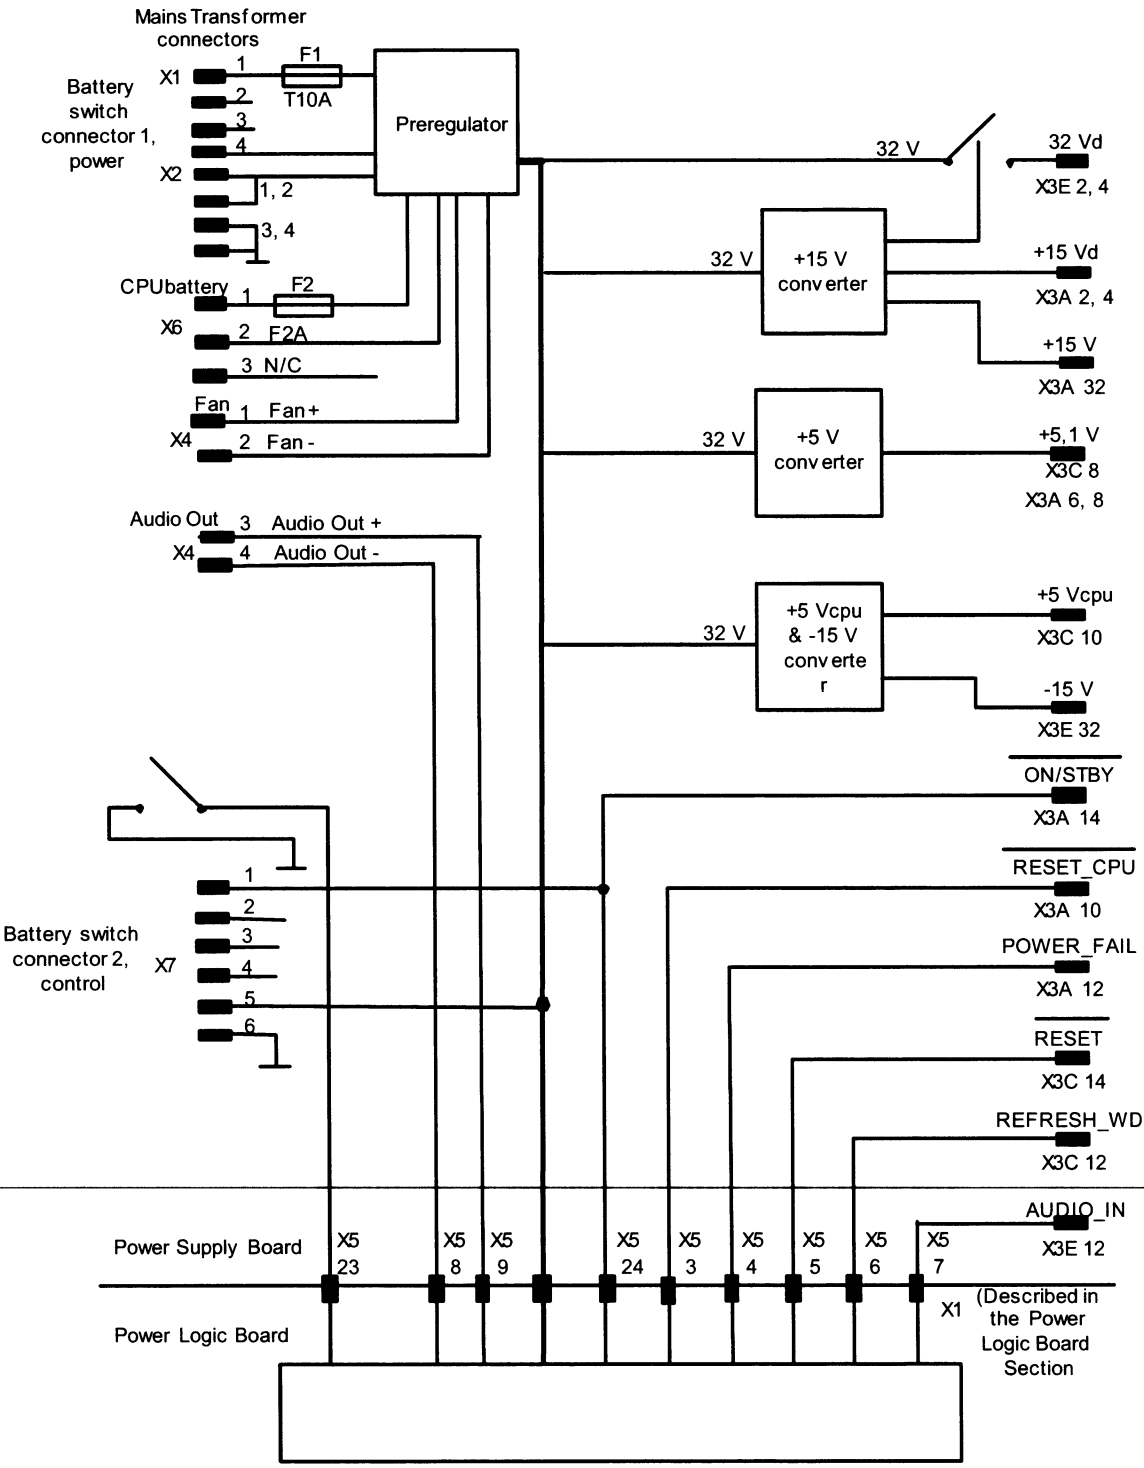 Mains Transformer
connectors
X1
1
F1
T10A
2
3
4
Battery
switch
connector 1,
power
X2
1, 2
3, 4
Preregulator
CPUbattery
1
F2
X6
2
F2A
3
N/C
Fan
1
Fan +
X4
2
Fan -
Audio Out
3
Audio Out +
X4
4
Audio Out -
32 V
32 Vd
X3E 2, 4
32 V
+15 V
converter
+15 Vd
X3A 2, 4
+15 V
X3A 32
32 V
+5 V
converter
+5,1 V
X3C 8
X3A 6, 8
32 V
+5 Vcpu
& -15 V
converte
r
+5 Vcpu
X3C 10
-15 V
X3E 32
ON/STBY
X3A 14
RESET_CPU
X3A 10
POWER_FAIL
X3A 12
RESET
X3C 14
REFRESH_WD
X3C 12
AUDIO_IN
X3E 12
Battery switch
connector 2,
control
X7
1
2
3
4
5
6
Power Supply Board
X5
23
X5
8
X5
9
X5
24
X5
3
X5
4
X5
5
X5
6
X5
7
X1
Power Logic Board
(Described in
the Power
Logic Board
Section